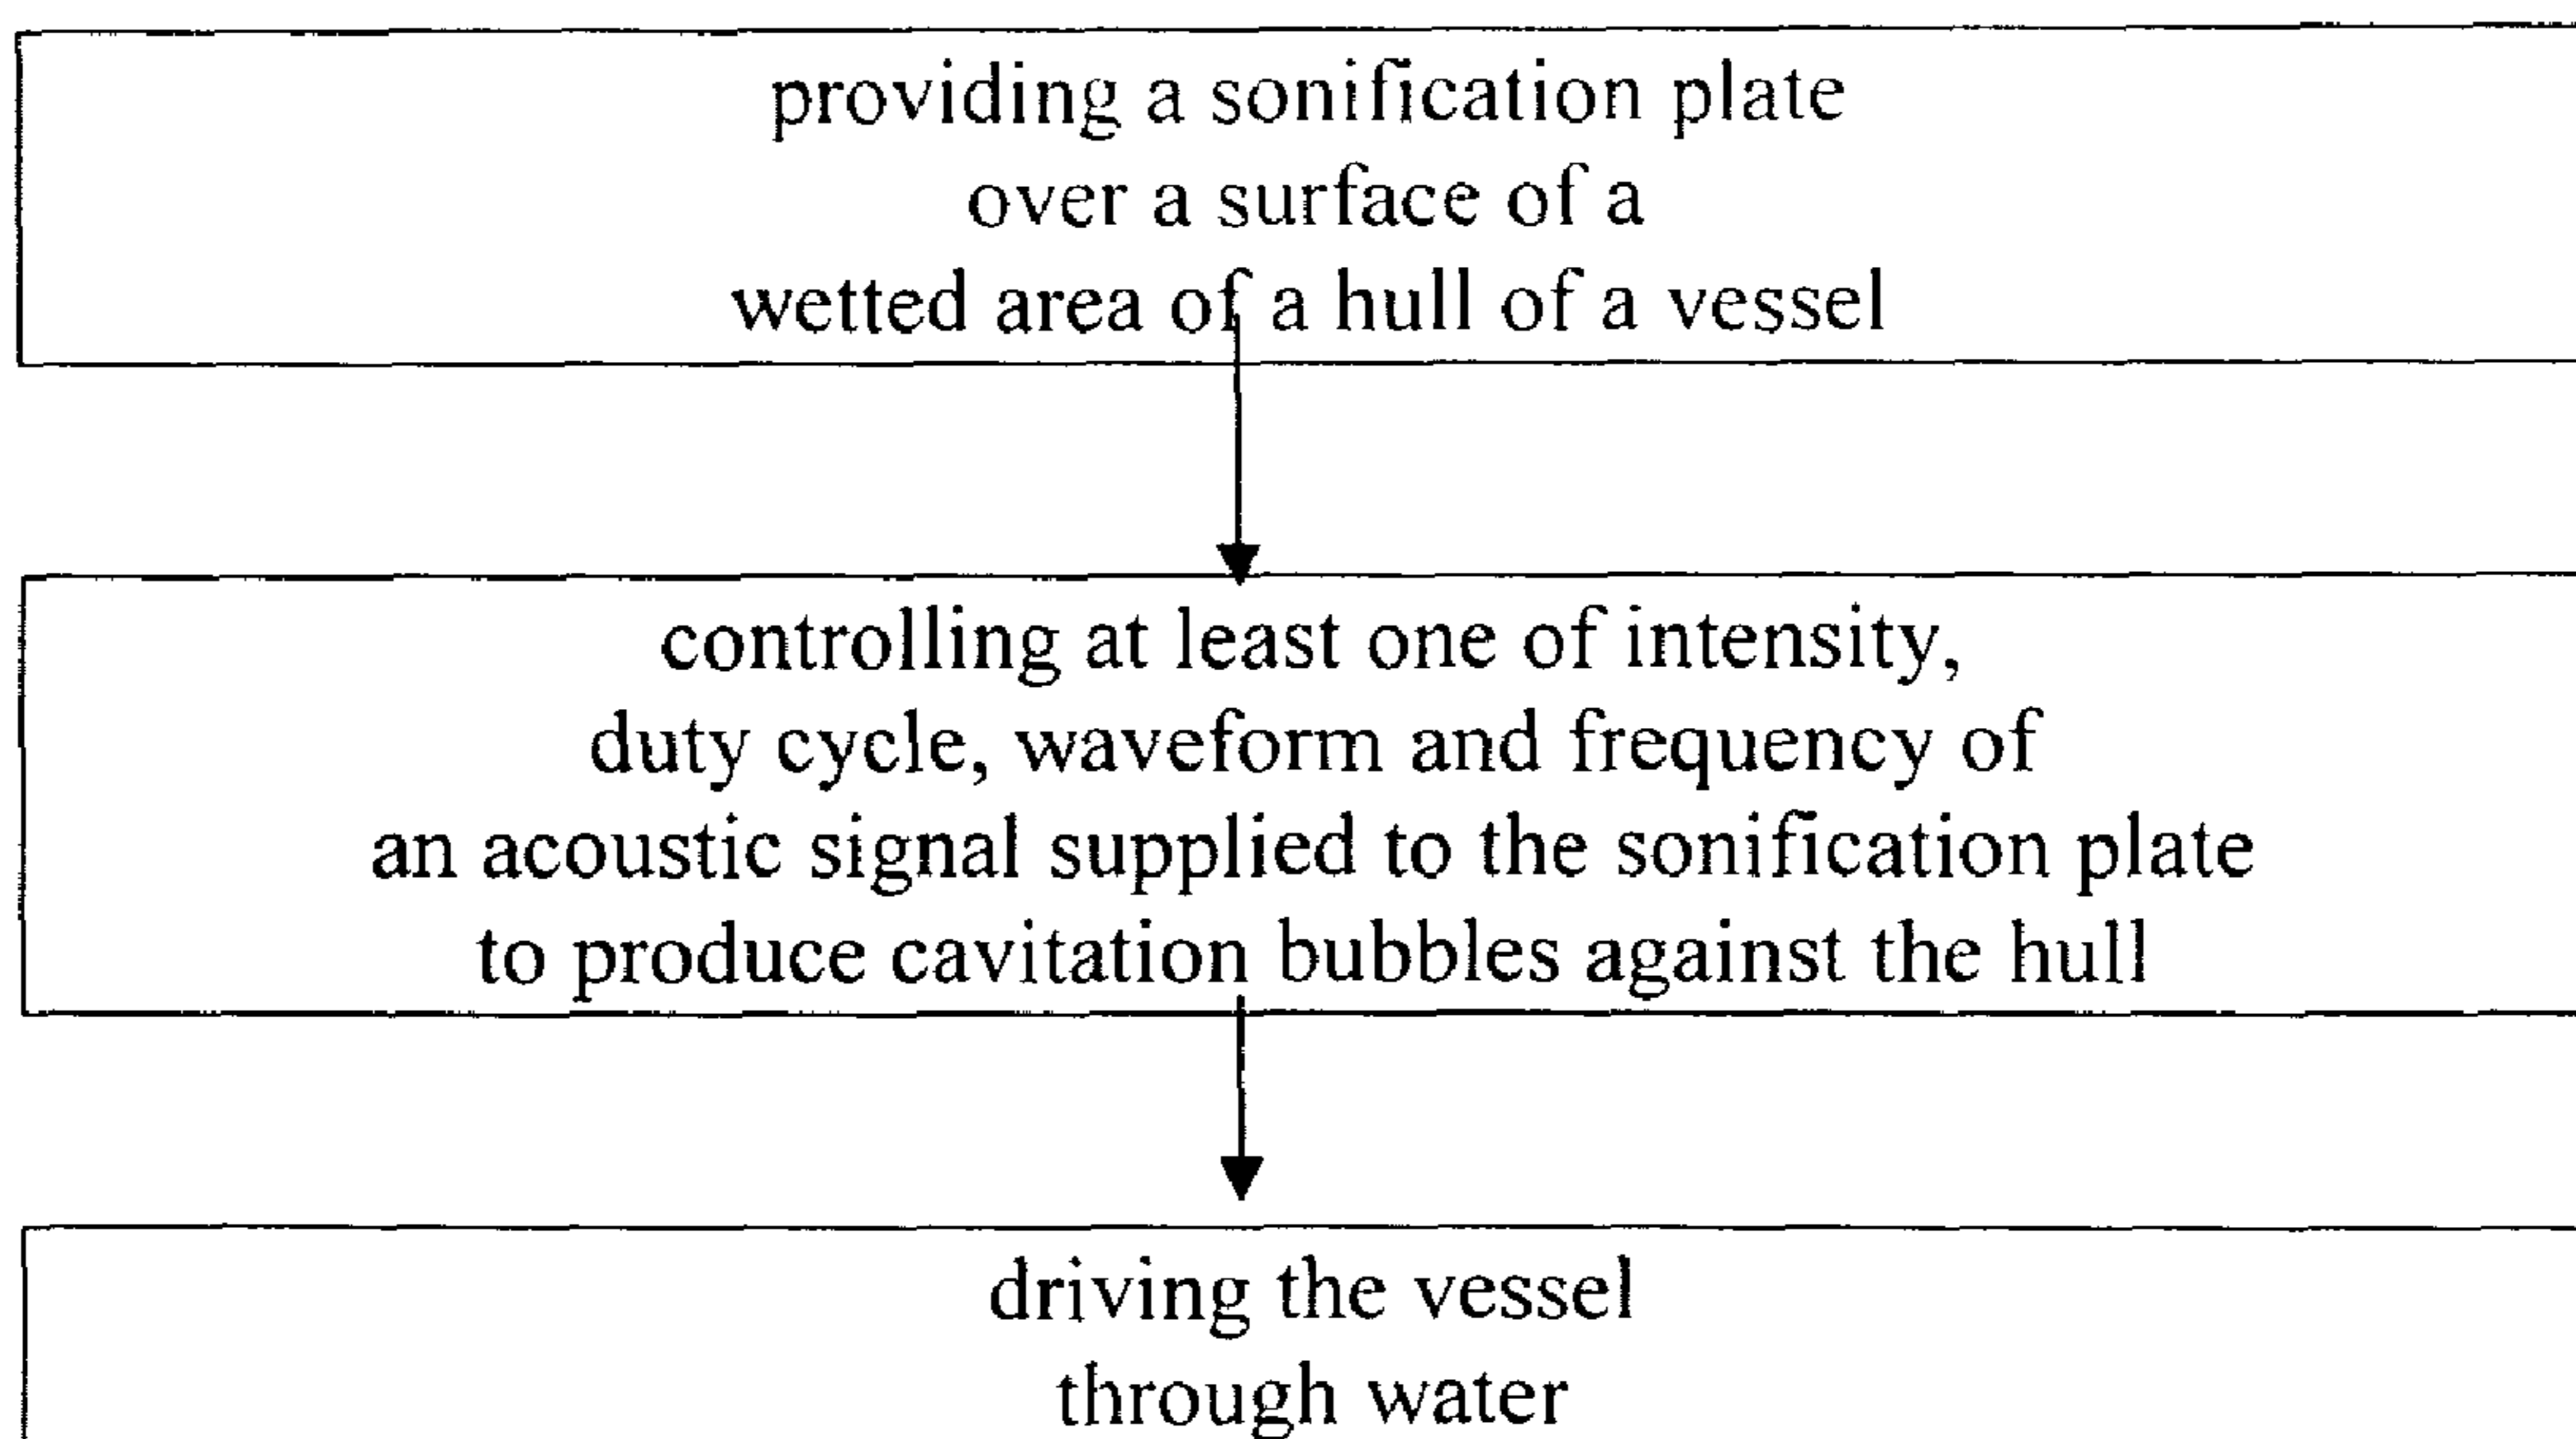 providing a sonification plate
over a surface of a
wetted area of a hull of a vessel
controlling at least one of intensity,
duty cycle, waveform and frequency of
an acoustic signal supplied to the sonification plate
to produce cavitation bubbles against the hull
driving the vessel
through water